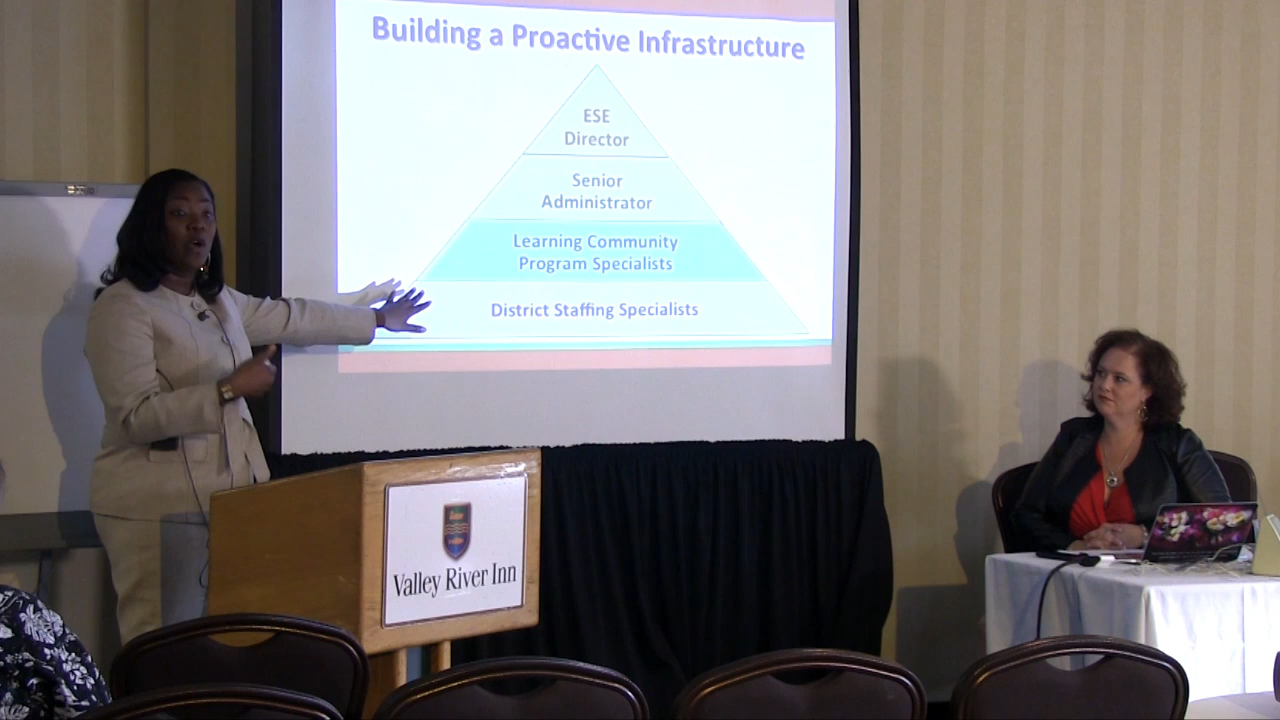 Building a Proactive Infrastructure
ESE
Director
Senior
Administrator
Learning Community
Program Specialists
District Staffing Specialists
Valley River Inn